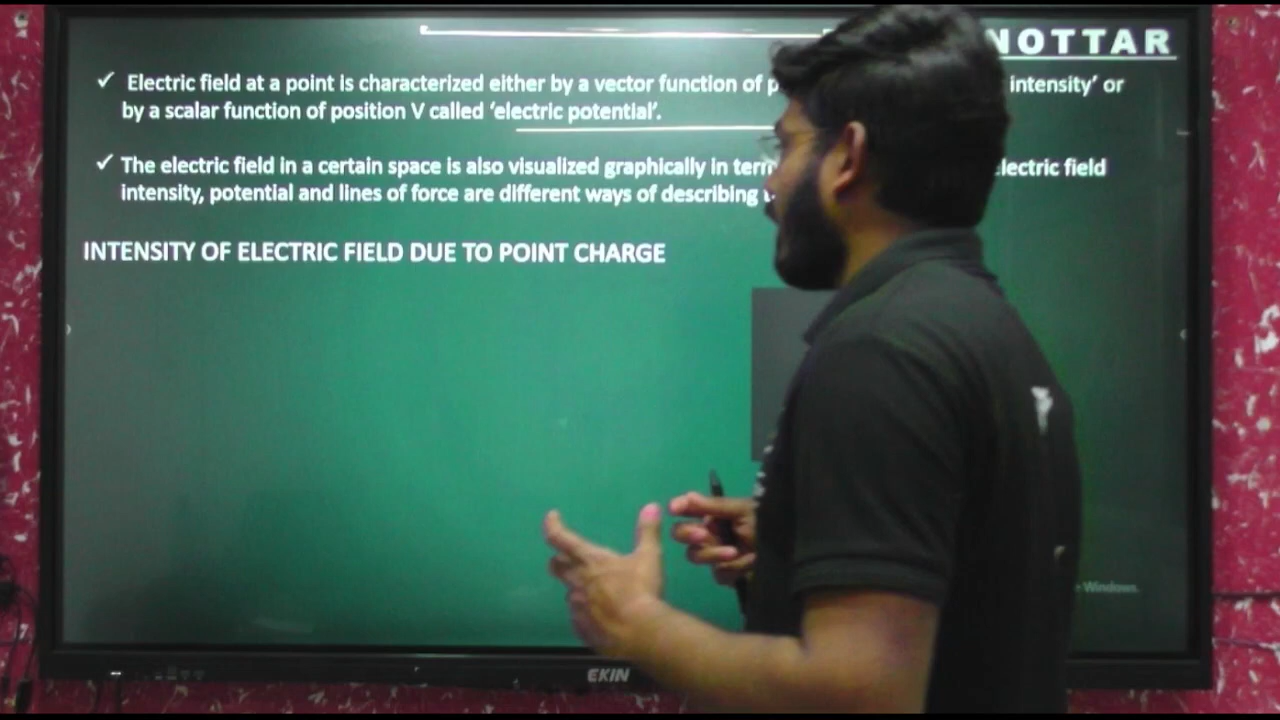 NOTTAR
✓ Electric field at a point is characterized either by a vector function of intensity’ or
by a scalar function of position V called ‘electric potential’.
✓ The electric field in a certain space is also visualized graphically in electric field
intensity, potential and lines of force are different ways of describing
INTENSITY OF ELECTRIC FIELD DUE TO POINT CHARGE
Windows.
EKIN